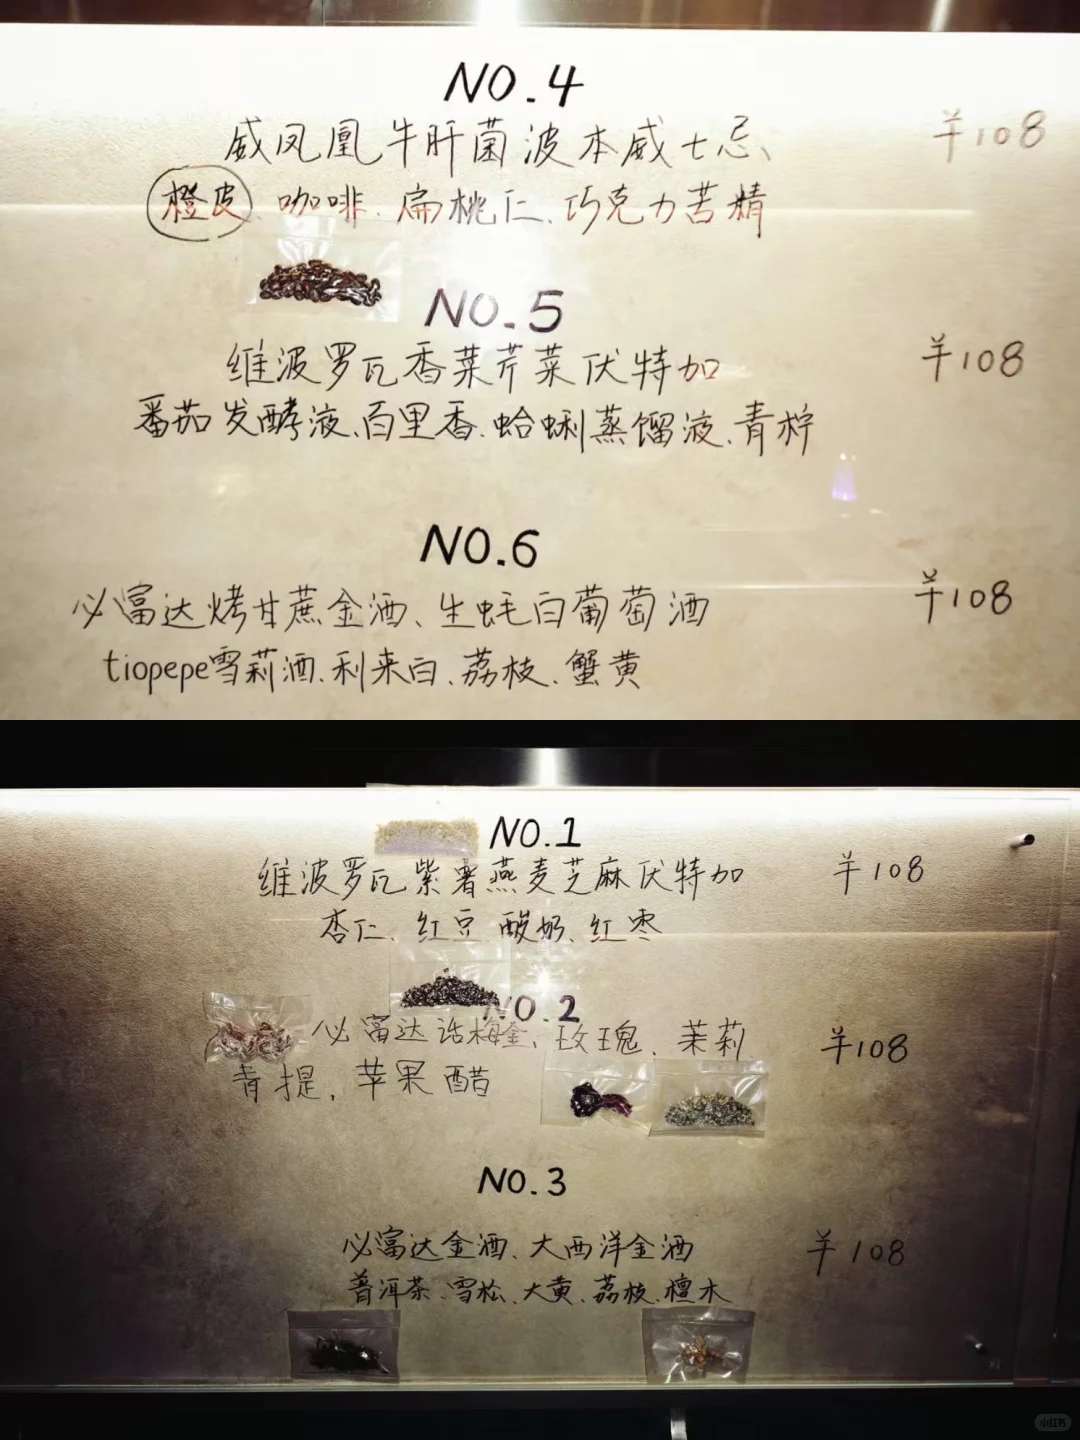 NO.4
威凤凰牛肝菌波本威士忌、 ¥108
橙皮、咖啡、扁桃仁、巧克力苦精
NO.5
维波罗瓦香菜芹菜伏特加 ¥108
番茄发酵液、百里香、蛤蜊蒸馏液、青柠
NO.6
必富达烤甘蔗金酒、生蚝白葡萄酒 ¥108
tiopepe雪莉酒、利来白、荔枝、蟹黄
NO.1
维波罗瓦紫薯燕麦芝麻伏特加 ¥108
杏仁、红豆酸奶、红枣
NO.2
必富达话梅金、玫瑰、茉莉 ¥108
青提,苹果醋
NO.3
必富达金酒、大西洋金酒 ¥108
普洱茶、雪松、大黄、荔枝、檀木
小红书